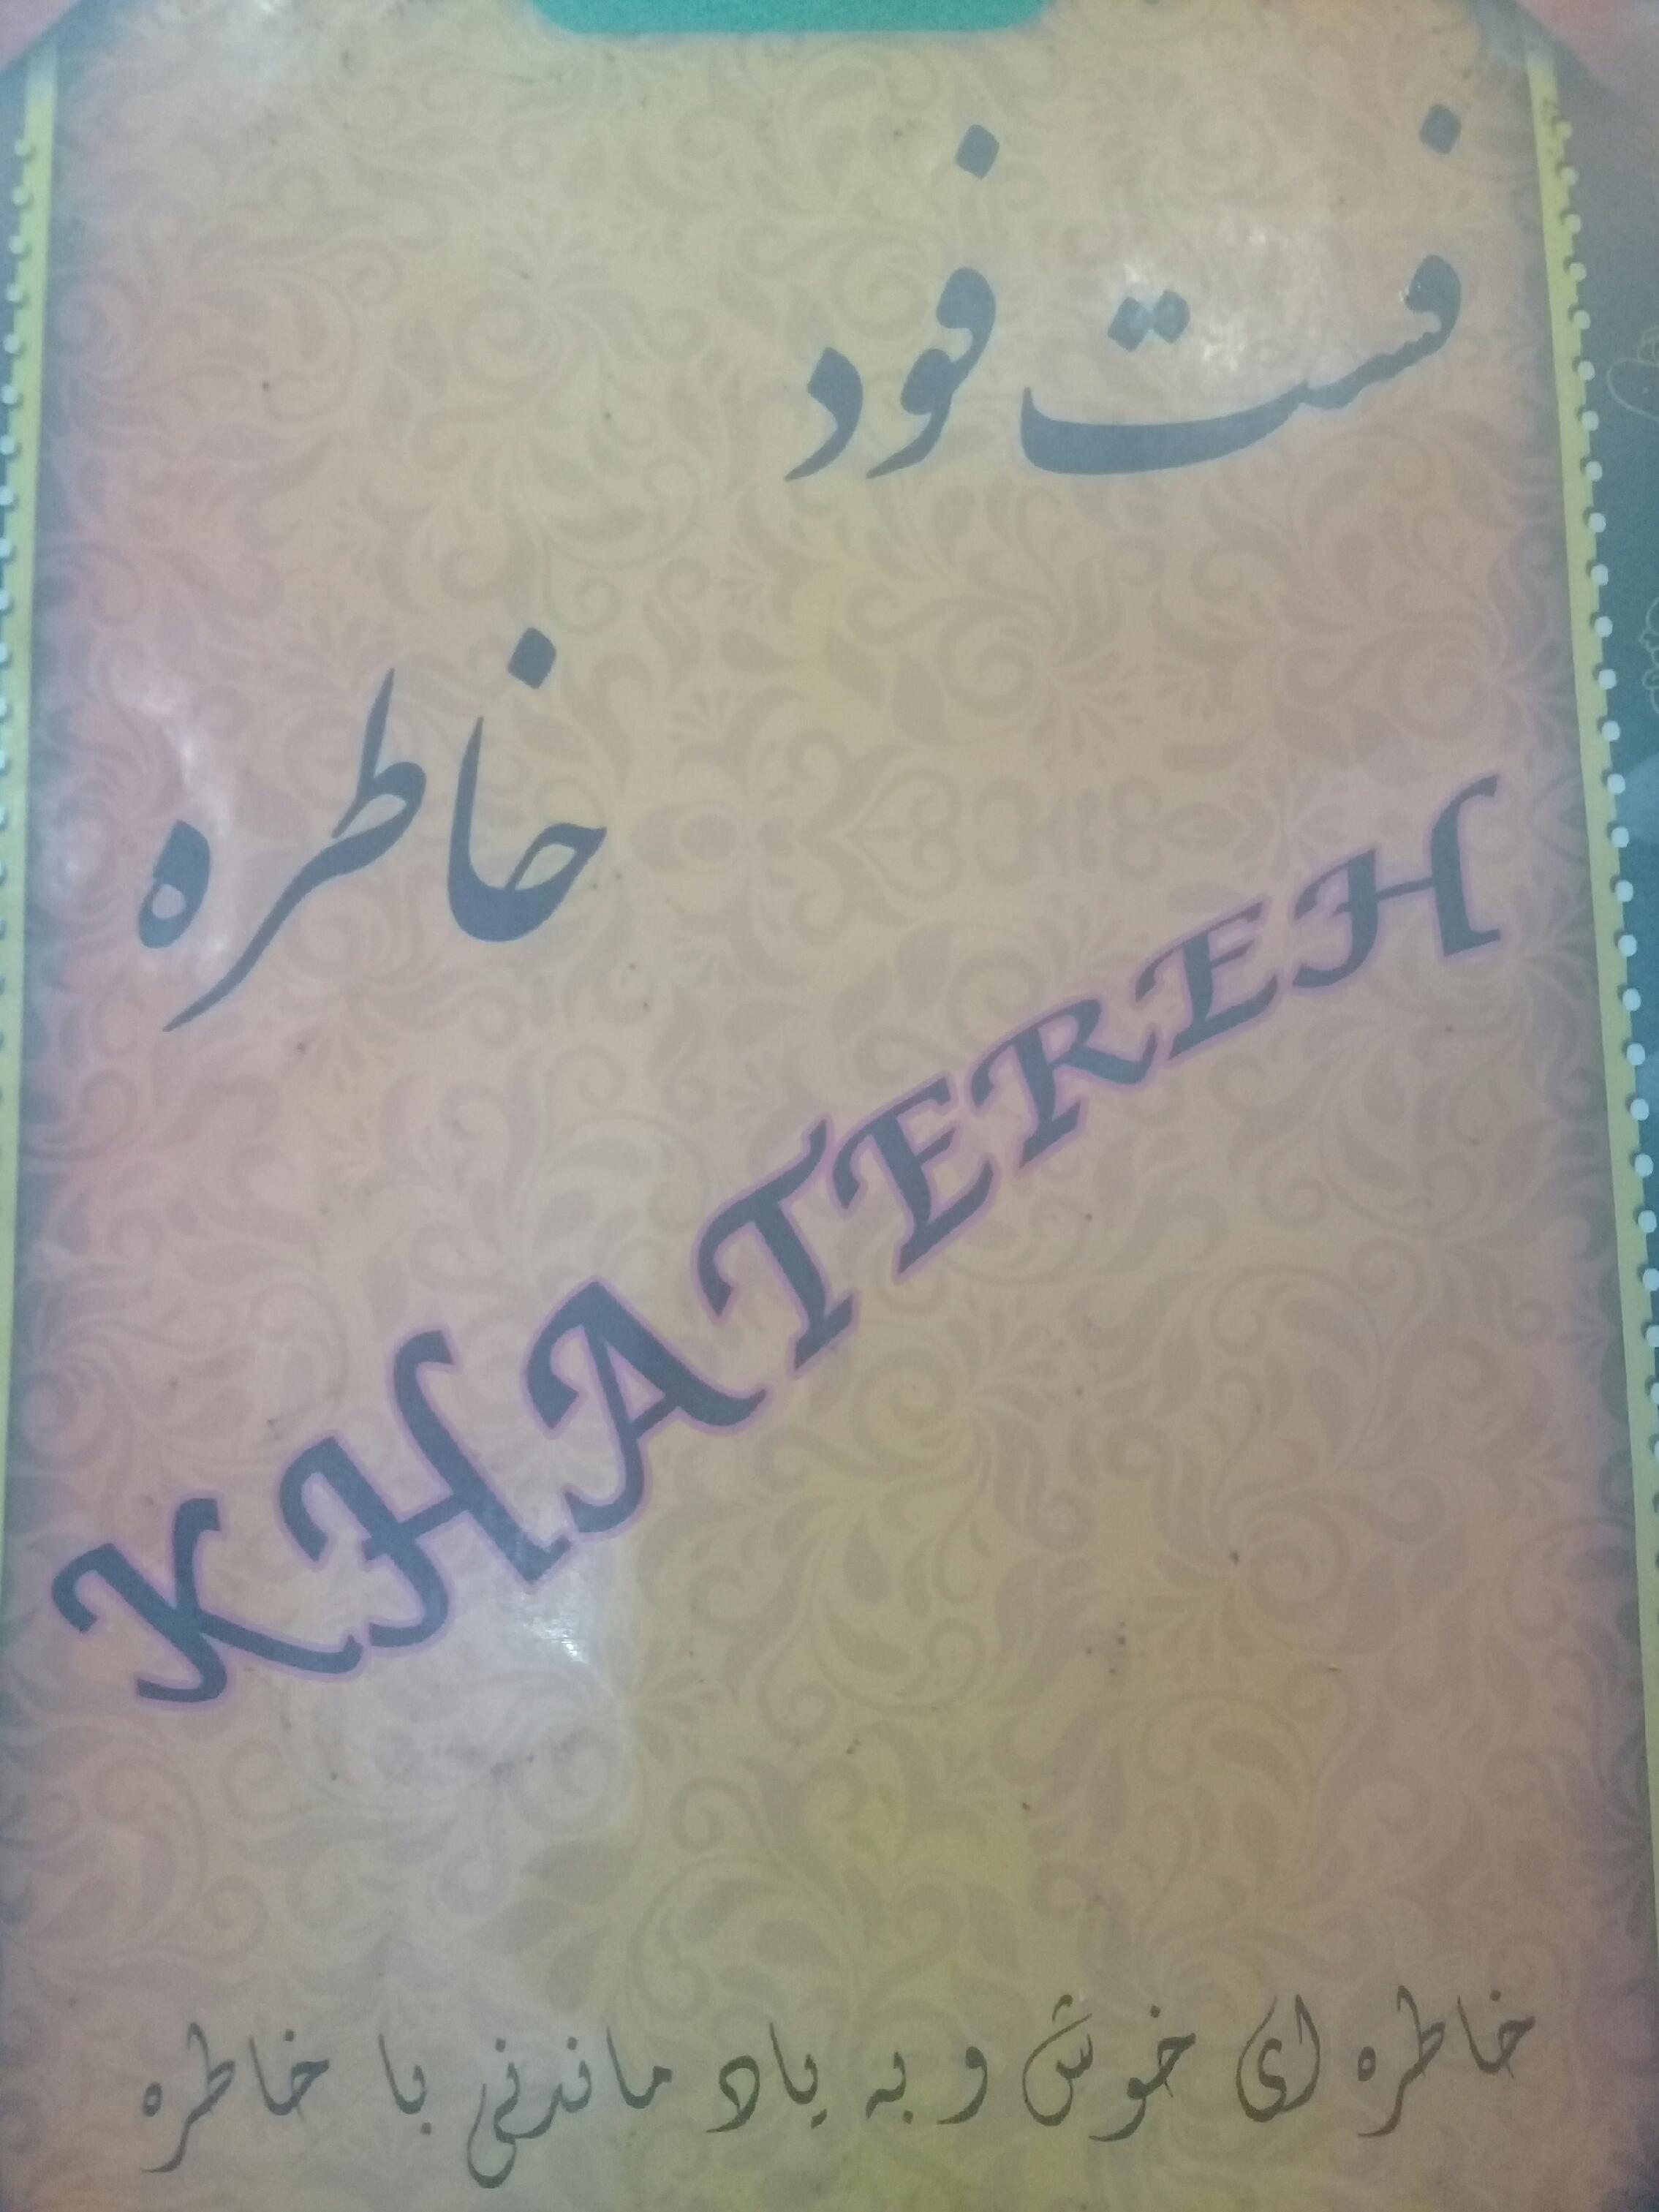 فست فود
خاطره
KHATEREH
خاطره ای خوش و به یاد ماندنی با خاطره